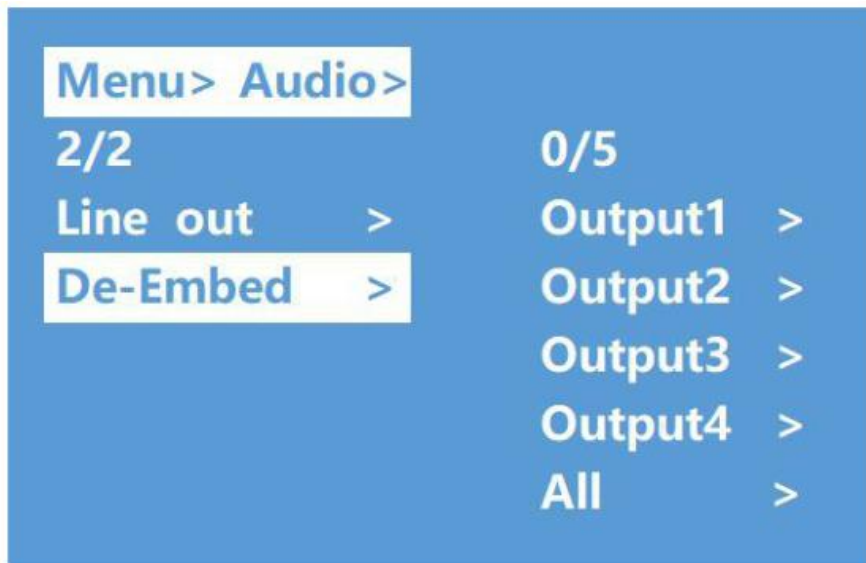 Menu> Audio>
2/2
Line out >
De-Embed >
0/5
Output1 >
Output2 >
Output3 >
Output4 >
All >